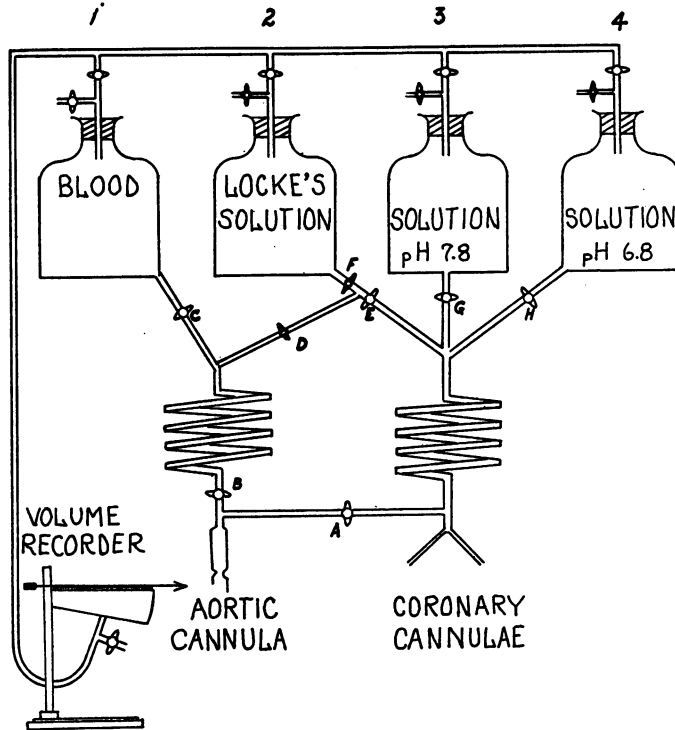 1 2 3 4
BLOOD
LOCKE'S
SOLUTION
SOLUTION
pH 7.8
SOLUTION
pH 6.8
F
E
G
H
C
D
B
A
VOLUME
RECORDER
AORTIC
CANNULA
CORONARY
CANNULAE